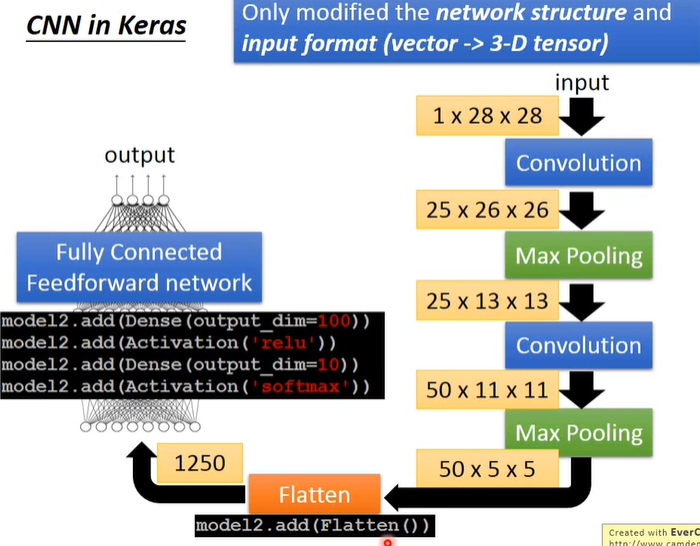 CNN in Keras
Only modified the network structure and
input format (vector -> 3-D tensor)
input
1 x 28 x 28
Convolution
25 x 26 x 26
Max Pooling
25 x 13 x 13
Convolution
50 x 11 x 11
Max Pooling
50 x 5 x 5
Flatten
model2.add(Flatten())
1250
output
Fully Connected
Feedforward network
model2.add(Dense(output_dim=100))
model2.add(Activation('relu'))
model2.add(Dense(output_dim=10))
model2.add(Activation('softmax'))
Created with EverC
http://www.camde